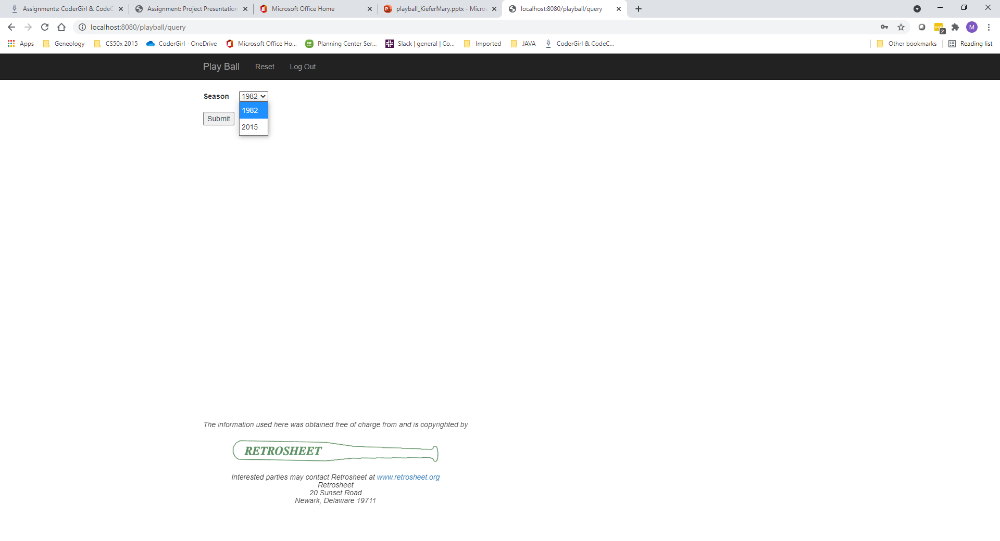 Assignments: CoderGirl & CodeC
Assignment: Project Presentation
Microsoft Office Home
playball_KieferMary.pptx - Micros
localhost:8080/playball/query
localhost:8080/playball/query
2
M
Apps
Geneology
CS50x 2015
CoderGirl - OneDrive
Microsoft Office Ho...
Planning Center Ser...
Slack | general | Co...
Imported
JAVA
CoderGirl & CodeC...
Other bookmarks
Reading list
Play Ball
Reset
Log Out
Season
1982
1982
2015
Submit
The information used here was obtained free of charge from and is copyrighted by
RETROSHEET
Interested parties may contact Retrosheet at www.retrosheet.org
Retrosheet
20 Sunset Road
Newark, Delaware 19711